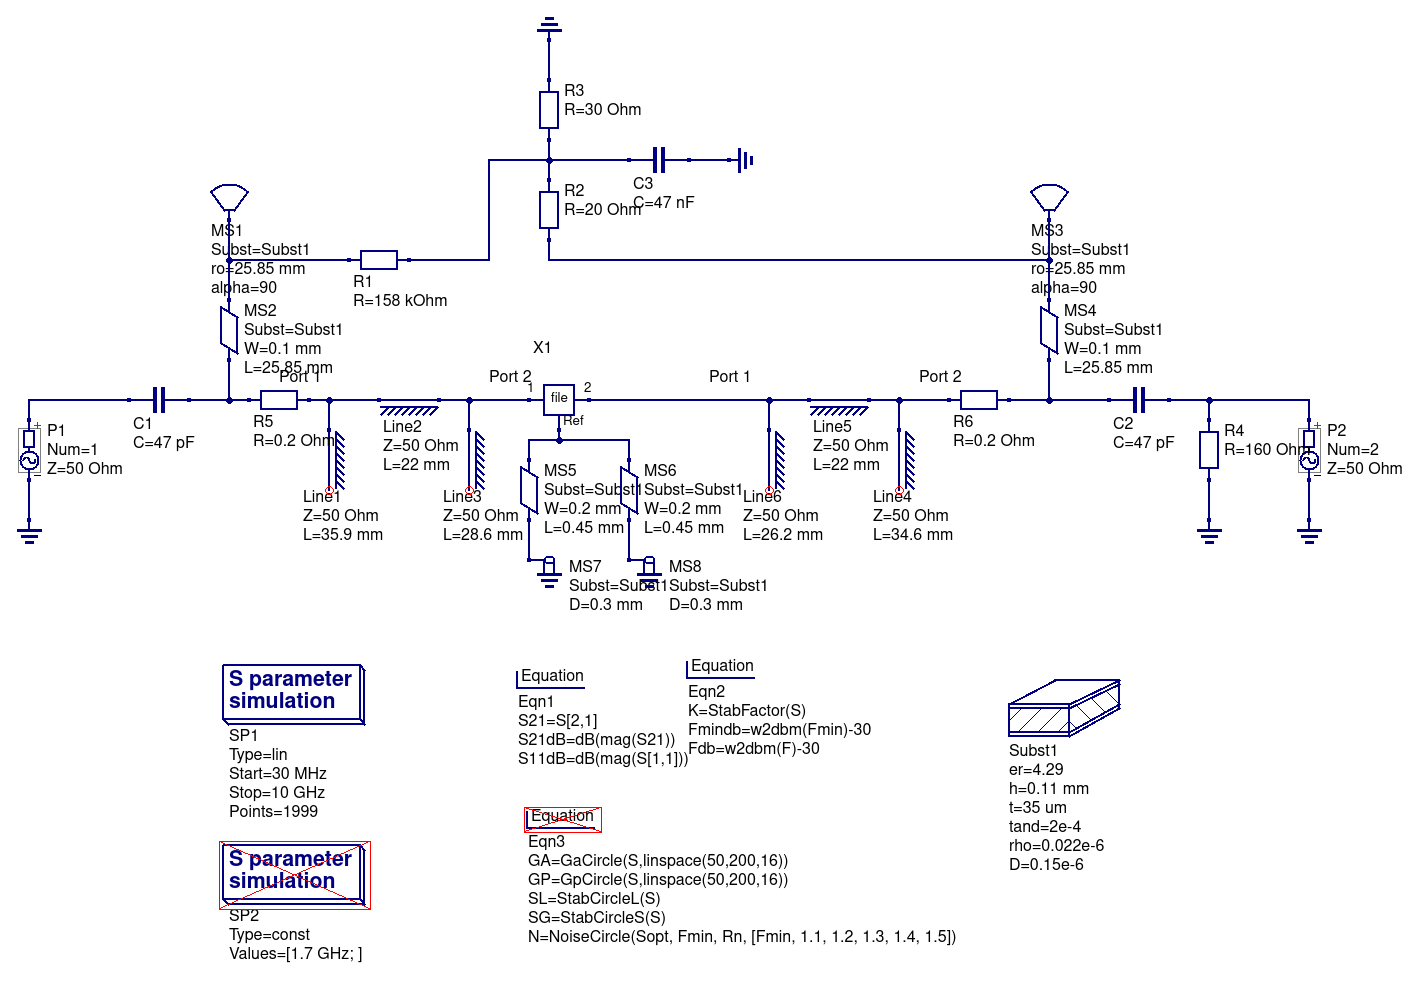 R3
R=30 Ohm
C3
C=47 nF
R2
R=20 Ohm
MS1
Subst=Subst1
ro=25.85 mm
alpha=90
R1
R=158 kOhm
MS3
Subst=Subst1
ro=25.85 mm
alpha=90
MS2
Subst=Subst1
W=0.1 mm
L=25.85 mm
MS4
Subst=Subst1
W=0.1 mm
L=25.85 mm
X1
Port 1
Port 2
1
file
2
Ref
Port 1
Port 2
P1
Num=1
Z=50 Ohm
C1
C=47 pF
R5
R=0.2 Ohm
Line2
Z=50 Ohm
L=22 mm
Line5
Z=50 Ohm
L=22 mm
R6
R=0.2 Ohm
C2
C=47 pF
R4
R=160 Ohm
P2
Num=2
Z=50 Ohm
Line1
Z=50 Ohm
L=35.9 mm
Line3
Z=50 Ohm
L=28.6 mm
MS5
Subst=Subst1
W=0.2 mm
L=0.45 mm
MS6
Subst=Subst1
W=0.2 mm
L=0.45 mm
Line6
Z=50 Ohm
L=26.2 mm
Line4
Z=50 Ohm
L=34.6 mm
MS7
Subst=Subst1
D=0.3 mm
MS8
Subst=Subst1
D=0.3 mm
S parameter
simulation
SP1
Type=lin
Start=30 MHz
Stop=10 GHz
Points=1999
Equation
Eqn1
S21=S[2,1]
S21dB=dB(mag(S21))
S11dB=dB(mag(S[1,1]))
Equation
Eqn2
K=StabFactor(S)
Fmindb=w2dbm(Fmin)-30
Fdb=w2dbm(F)-30
Subst1
er=4.29
h=0.11 mm
t=35 um
tand=2e-4
rho=0.022e-6
D=0.15e-6
S parameter
simulation
SP2
Type=const
Values=[1.7 GHz; ]
Equation
Eqn3
GA=GaCircle(S,linspace(50,200,16))
GP=GpCircle(S,linspace(50,200,16))
SL=StabCircleL(S)
SG=StabCircleS(S)
N=NoiseCircle(Sopt, Fmin, Rn, [Fmin, 1.1, 1.2, 1.3, 1.4, 1.5])